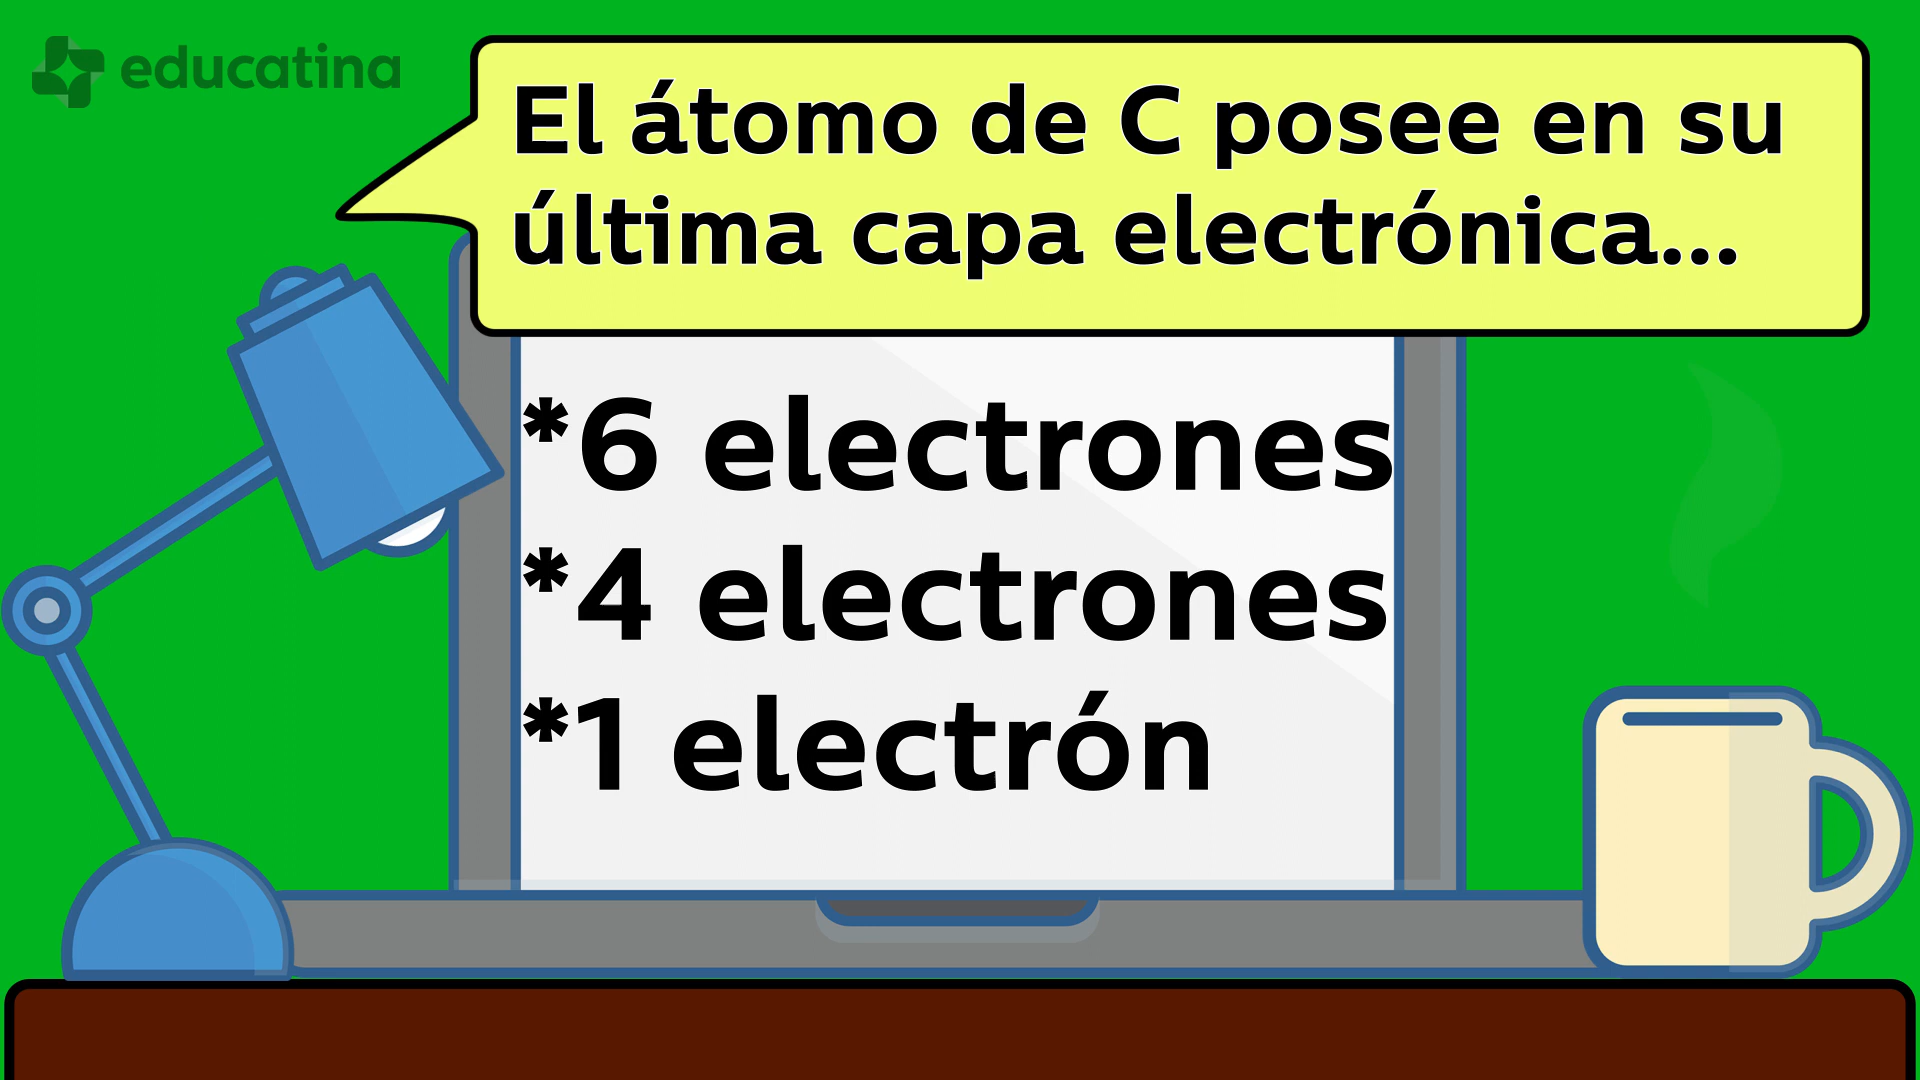 educatina
El átomo de C posee en su
última capa electrónica...
*6 electrones
*4 electrones
*1 electrón